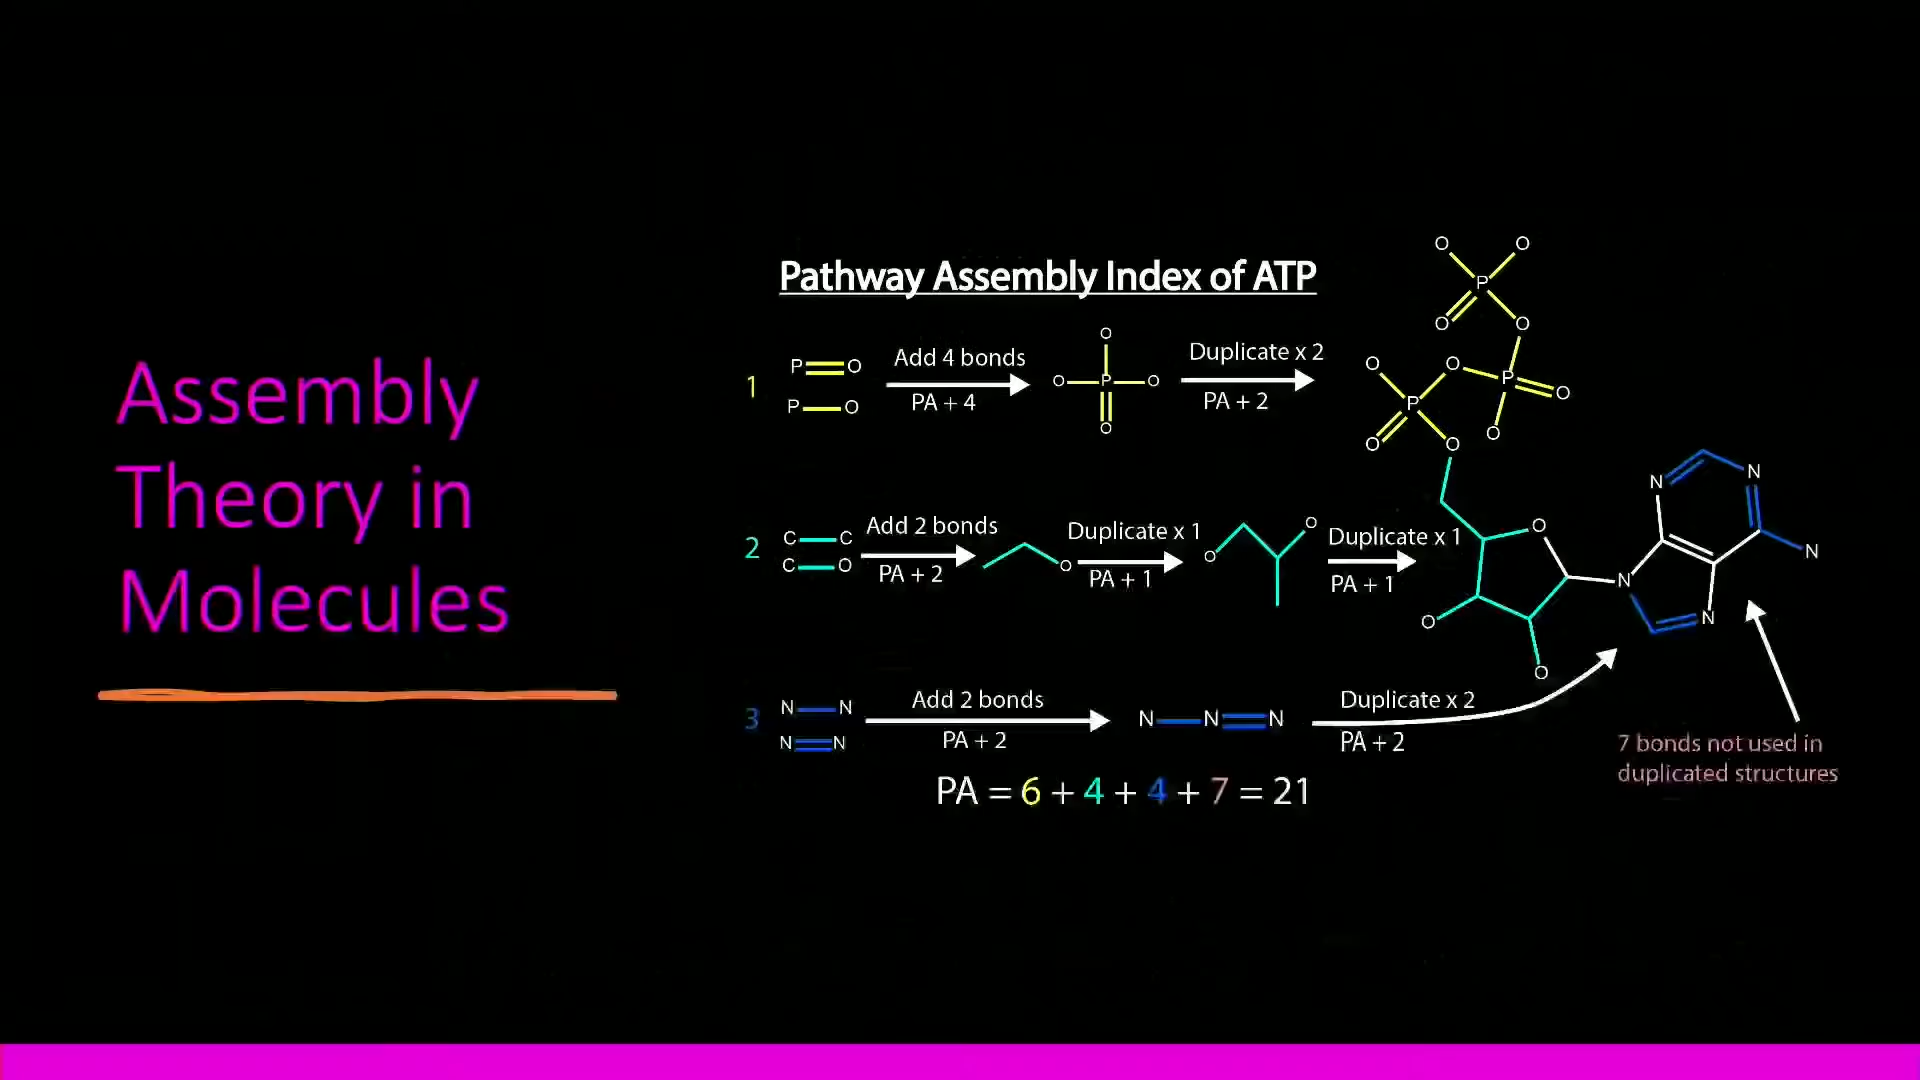 Assembly
Theory in
Molecules
Pathway Assembly Index of ATP
1
P O
P O
Add 4 bonds
PA + 4
O
O P O
O
Duplicate x 2
PA + 2
2
C C
C O
Add 2 bonds
PA + 2
O
Duplicate x 1
PA + 1
O
O
Duplicate x 1
PA + 1
3
N N
N N
Add 2 bonds
PA + 2
N N N
Duplicate x 2
PA + 2
PA = 6 + 4 + 4 + 7 = 21
O O
P
O O
O O P O
P
O O O
O
O
O
N N
N
N
N
7 bonds not used in
duplicated structures